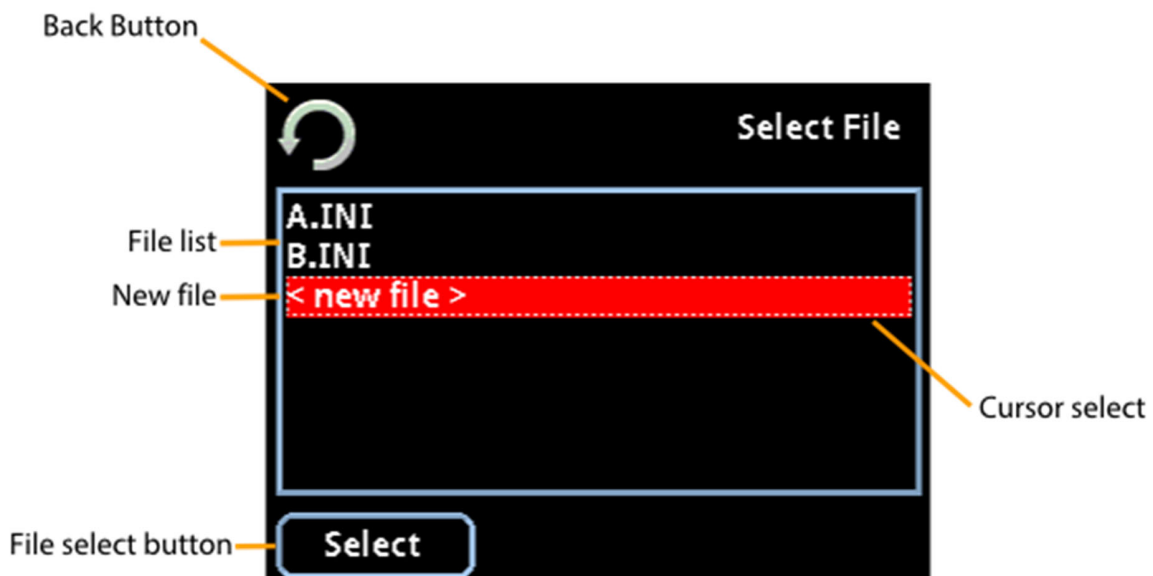 Back Button
Select File
A.INI
File list
B.INI
New file
< new file >
Cursor select
File select button
Select